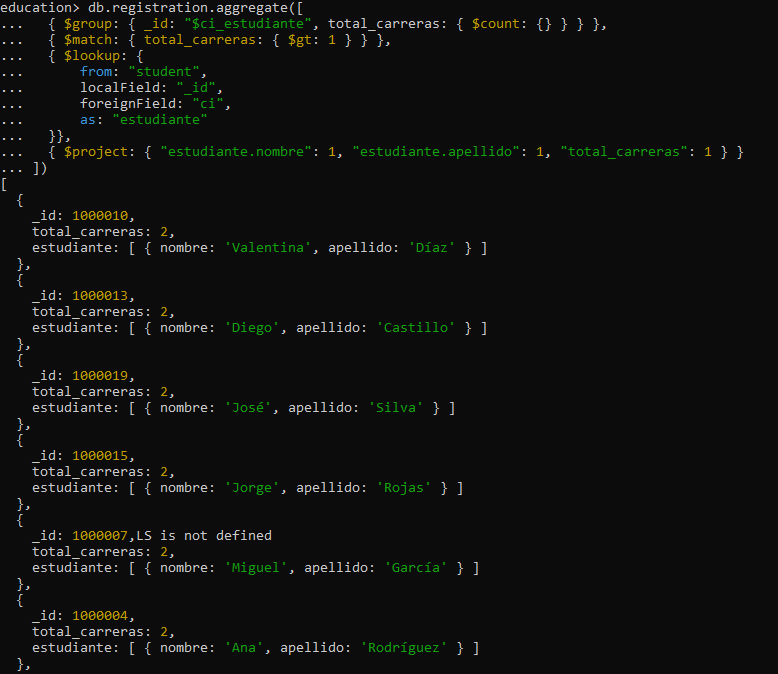 education> db.registration.aggregate([
...   { $group: { _id: "$ci_estudiante", total_carreras: { $count: {} } } },
...   { $match: { total_carreras: { $gt: 1 } } },
...   { $lookup: {
...       from: "student",
...       localField: "_id",
...       foreignField: "ci",
...       as: "estudiante"
...   }},
...   { $project: { "estudiante.nombre": 1, "estudiante.apellido": 1, "total_carreras": 1 } }
... ])
[
  {
    _id: 1000010,
    total_carreras: 2,
    estudiante: [ { nombre: 'Valentina', apellido: 'Díaz' } ]
  },
  {
    _id: 1000013,
    total_carreras: 2,
    estudiante: [ { nombre: 'Diego', apellido: 'Castillo' } ]
  },
  {
    _id: 1000019,
    total_carreras: 2,
    estudiante: [ { nombre: 'José', apellido: 'Silva' } ]
  },
  {
    _id: 1000015,
    total_carreras: 2,
    estudiante: [ { nombre: 'Jorge', apellido: 'Rojas' } ]
  },
  {
    _id: 1000007,LS is not defined
    total_carreras: 2,
    estudiante: [ { nombre: 'Miguel', apellido: 'García' } ]
  },
  {
    _id: 1000004,
    total_carreras: 2,
    estudiante: [ { nombre: 'Ana', apellido: 'Rodríguez' } ]
  },